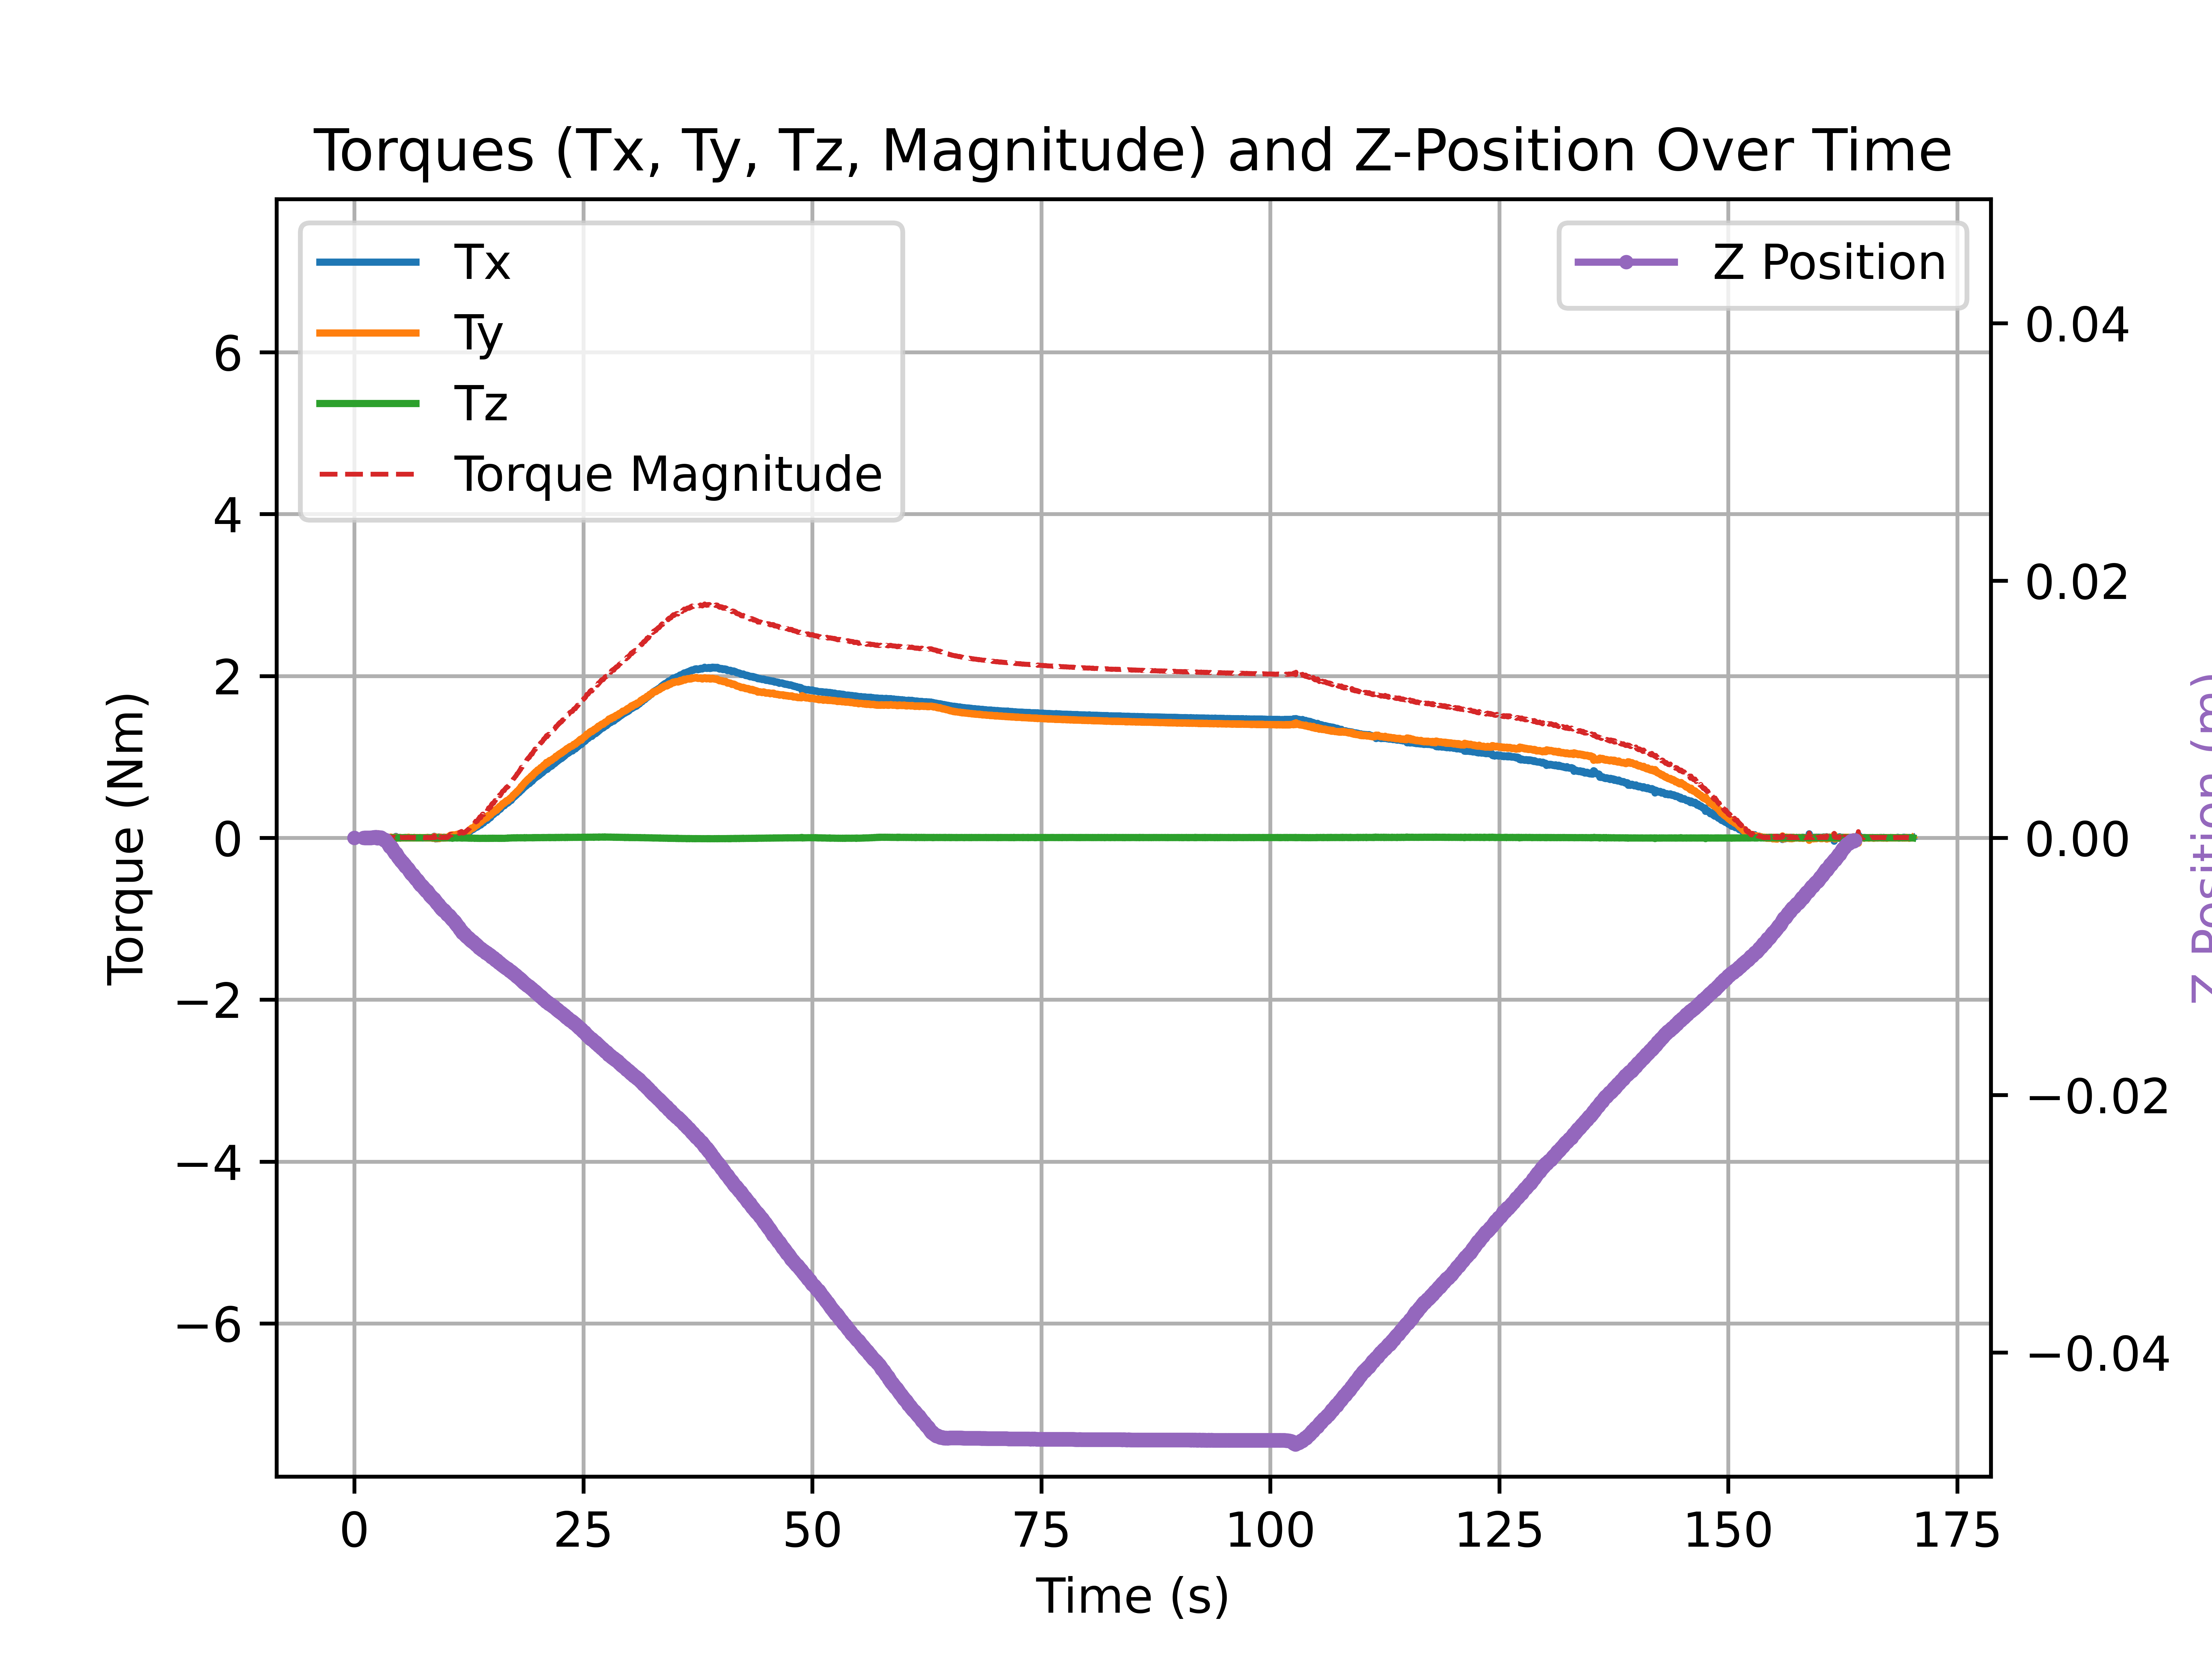 Torques (Tx, Ty, Tz, Magnitude) and Z-Position Over Time
Tx
Ty
Tz
Torque Magnitude
Z Position
6
4
2
0
−2
−4
−6
Torque (Nm)
0.04
0.02
0.00
−0.02
−0.04
Z Position (m)
0 25 50 75 100 125 150 175
Time (s)